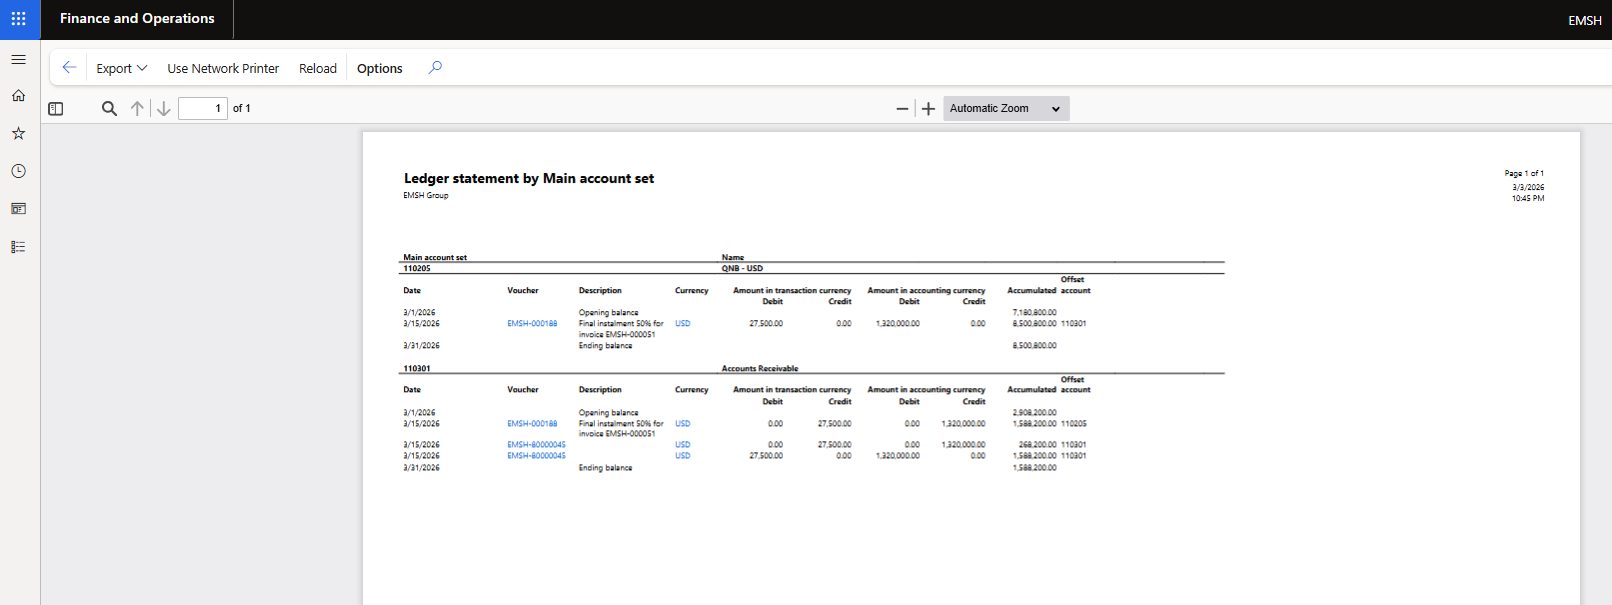 Finance and Operations
EMSH
Export Use Network Printer Reload Options
1 of 1 Automatic Zoom
Ledger statement by Main account set
EMSH Group
Page 1 of 1
3/3/2026
10:45 PM
Main account set Name
110205 QNB - USD
Offset
Date Voucher Description Currency Amount in transaction currency Amount in accounting currency Accumulated account
Debit Credit Debit Credit
3/1/2026 Opening balance 7,180,800.00
3/15/2026 EMSH-000188 Final instalment 50% for USD 27,500.00 0.00 1,320,000.00 0.00 8,500,800.00 110301
invoice EMSH-000051
3/31/2026 Ending balance 8,500,800.00
110301 Accounts Receivable
Offset
Date Voucher Description Currency Amount in transaction currency Amount in accounting currency Accumulated account
Debit Credit Debit Credit
3/1/2026 Opening balance 2,908,200.00
3/15/2026 EMSH-000188 Final instalment 50% for USD 0.00 27,500.00 0.00 1,320,000.00 1,588,200.00 110205
invoice EMSH-000051
3/15/2026 EMSH-80000045 USD 0.00 27,500.00 0.00 1,320,000.00 268,200.00 110301
3/15/2026 EMSH-80000045 USD 27,500.00 0.00 1,320,000.00 0.00 1,588,200.00 110301
3/31/2026 Ending balance 1,588,200.00